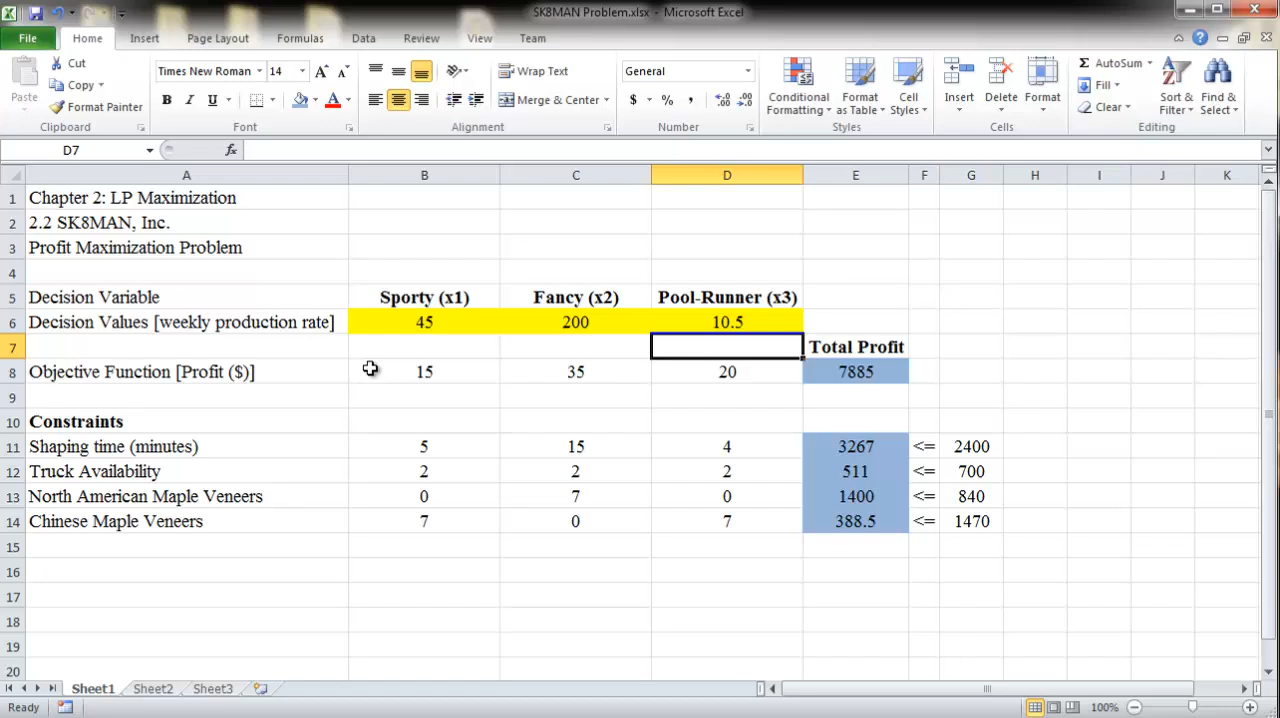 SK8MAN Problem.xlsx - Microsoft Excel
File Home Insert Page Layout Formulas Data Review View Team
Cut Times New Roman 14 Wrap Text General AutoSum
Paste Copy B I U Merge & Center $ % , Conditional Formatting Format as Table Cell Styles Insert Delete Format Fill Sort & Filter Find & Select
Format Painter Clear
Clipboard Font Alignment Number Styles Cells Editing
D7 fx
A B C D E F G H I J K
1 Chapter 2: LP Maximization
2 2.2 SK8MAN, Inc.
3 Profit Maximization Problem
4
5 Decision Variable Sporty (x1) Fancy (x2) Pool-Runner (x3)
6 Decision Values [weekly production rate] 45 200 10.5
7 Total Profit
8 Objective Function [Profit ($)] 15 35 20 7885
9
10 Constraints
11 Shaping time (minutes) 5 15 4 3267 <= 2400
12 Truck Availability 2 2 2 511 <= 700
13 North American Maple Veneers 0 7 0 1400 <= 840
14 Chinese Maple Veneers 7 0 7 388.5 <= 1470
15
16
17
18
19
20
Sheet1 Sheet2 Sheet3
Ready 100%